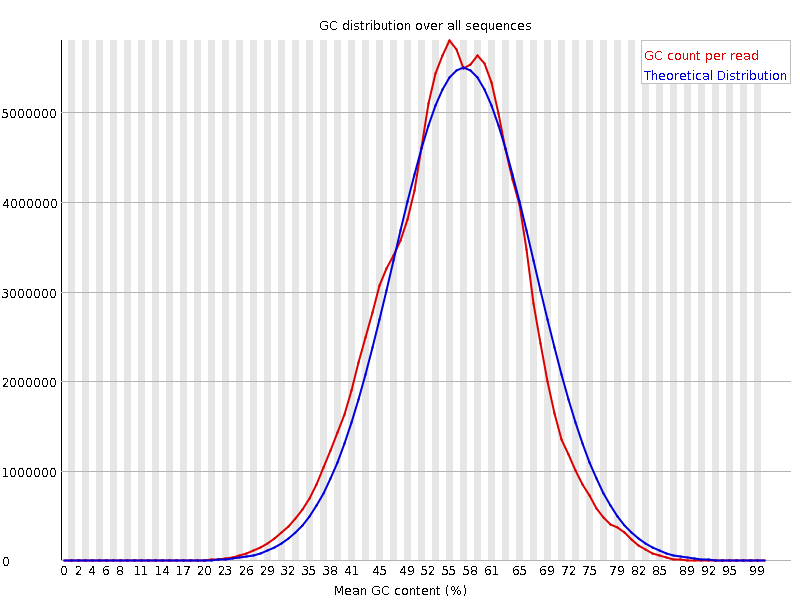 GC distribution over all sequences
GC count per read
Theoretical Distribution
5000000
4000000
3000000
2000000
1000000
0
0 2 4 6 8 11 14 17 20 23 26 29 32 35 38 41 45 49 52 55 58 61 65 69 72 75 79 82 85 89 92 95 99
Mean GC content (%)